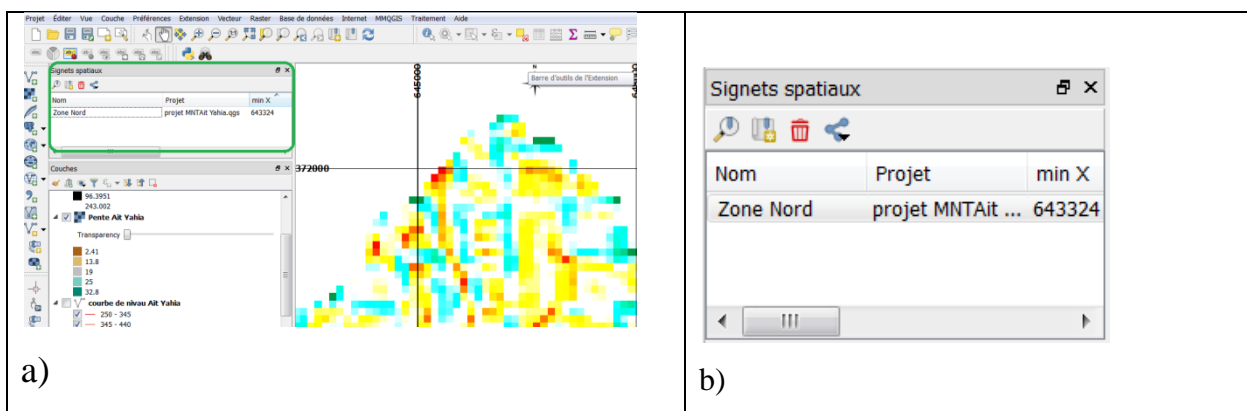 Projet Éditer Vue Couche Préférences Extension Vecteur Raster Base de données Internet MMQGIS Traitement Aide
Signets spatiaux
Nom Projet min X
Zone Nord projet MNTAit Yahia.qgs 643324
Couches
96.3951
243.002
Pente Ait Yahia
Transparency
2.41
13.8
19
25
32.8
courbe de nivau Ait Yahia
250 - 345
345 - 440
645000
N
Barre d'outils de l'Extension
372000
a)
Signets spatiaux
Nom Projet min X
Zone Nord projet MNTAit ... 643324
b)